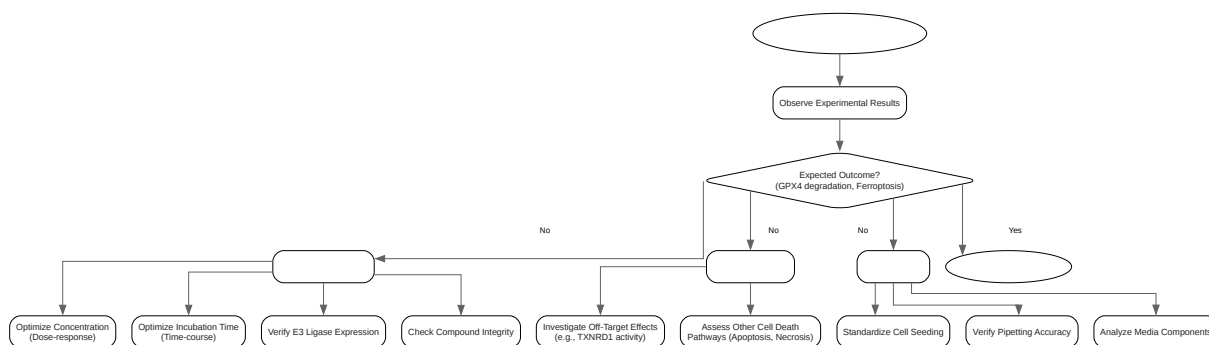 Observe Experimental Results
Expected Outcome?
(GPX4 degradation, Ferroptosis)
No
No
No
Yes
Optimize Concentration
(Dose-response)
Optimize Incubation Time
(Time-course)
Verify E3 Ligase Expression
Check Compound Integrity
Investigate Off-Target Effects
(e.g., TXNRD1 activity)
Assess Other Cell Death
Pathways (Apoptosis, Necrosis)
Standardize Cell Seeding
Verify Pipetting Accuracy
Analyze Media Components